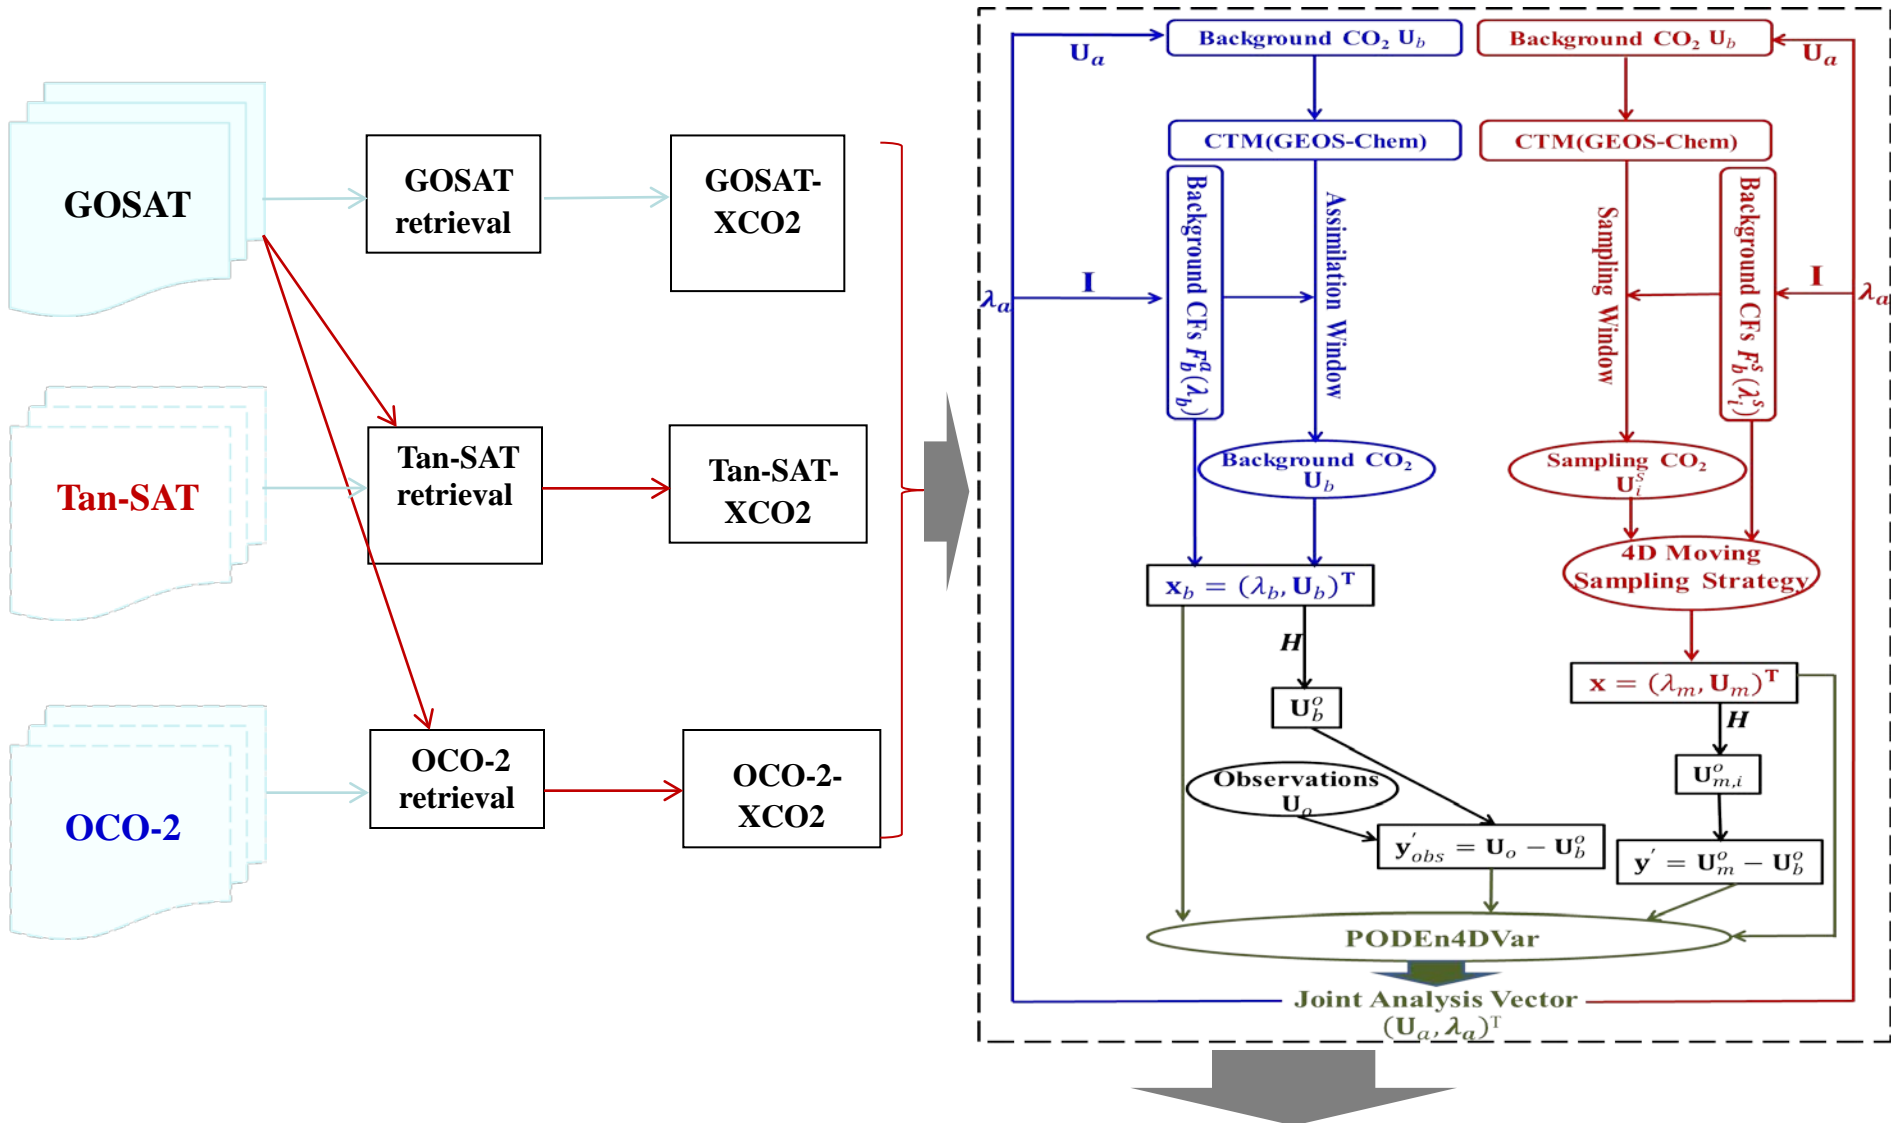 GOSAT
GOSAT
retrieval
GOSAT-
XCO2
Tan-SAT
Tan-SAT
retrieval
Tan-SAT-
XCO2
OCO-2
OCO-2
retrieval
OCO-2-
XCO2
Background CO₂ U_b
U_a
CTM(GEOS-Chem)
Background CFs F_b^a(λ_b)
Assimilation Window
I
λ_a
Background CO₂
U_b
x_b = (λ_b, U_b)^T
H
U_b^o
Observations
U_o
y'_obs = U_o − U_b^o
Background CO₂ U_b
U_a
CTM(GEOS-Chem)
Sampling Window
Background CFs F_b^s(λ_i^s)
I
λ_a
Sampling CO₂
U_i^s
4D Moving
Sampling Strategy
x = (λ_m, U_m)^T
H
U_m,i^o
y' = U_m^o − U_b^o
PODEn4DVar
Joint Analysis Vector
(U_a, λ_a)^T